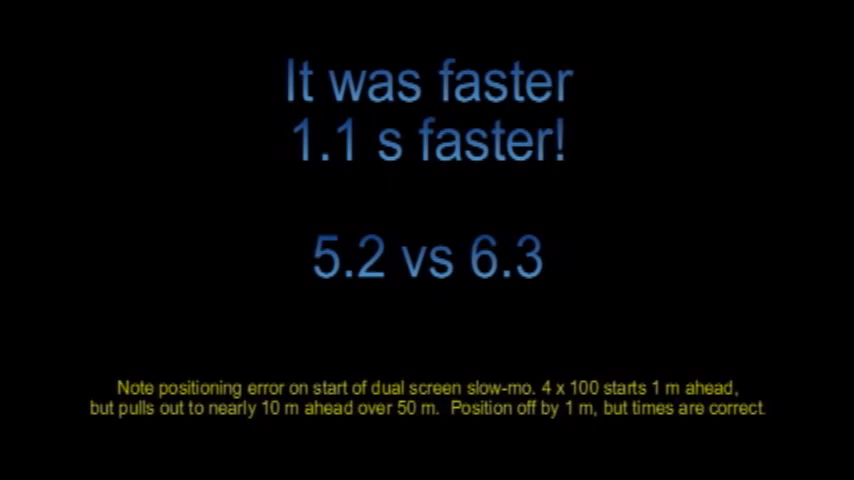 It was faster
1.1 s faster!
5.2 vs 6.3
Note positioning error on start of dual screen slow-mo. 4 x 100 starts 1 m ahead,
but pulls out to nearly 10 m ahead over 50 m. Position off by 1 m, but times are correct.